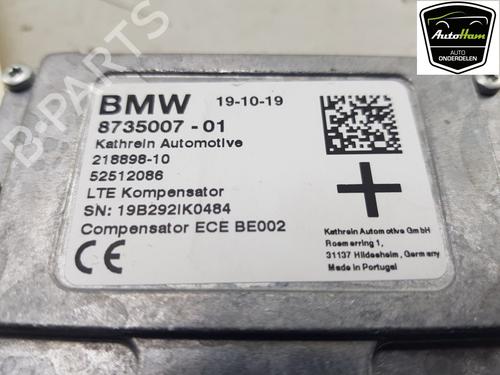 BMW 19-10-19
8735007 - 01
Kathrein Automotive
218898-10
52512086
LTE Kompensator
SN: 19B292IK0484
Compensator ECE BE002
CE
Kathrein Automotive GmbH
Roemerring 1,
31137 Hildesheim, Germany
Made in Portugal
AutoHam
AUTO
ONDERDELEN
B-PARTS